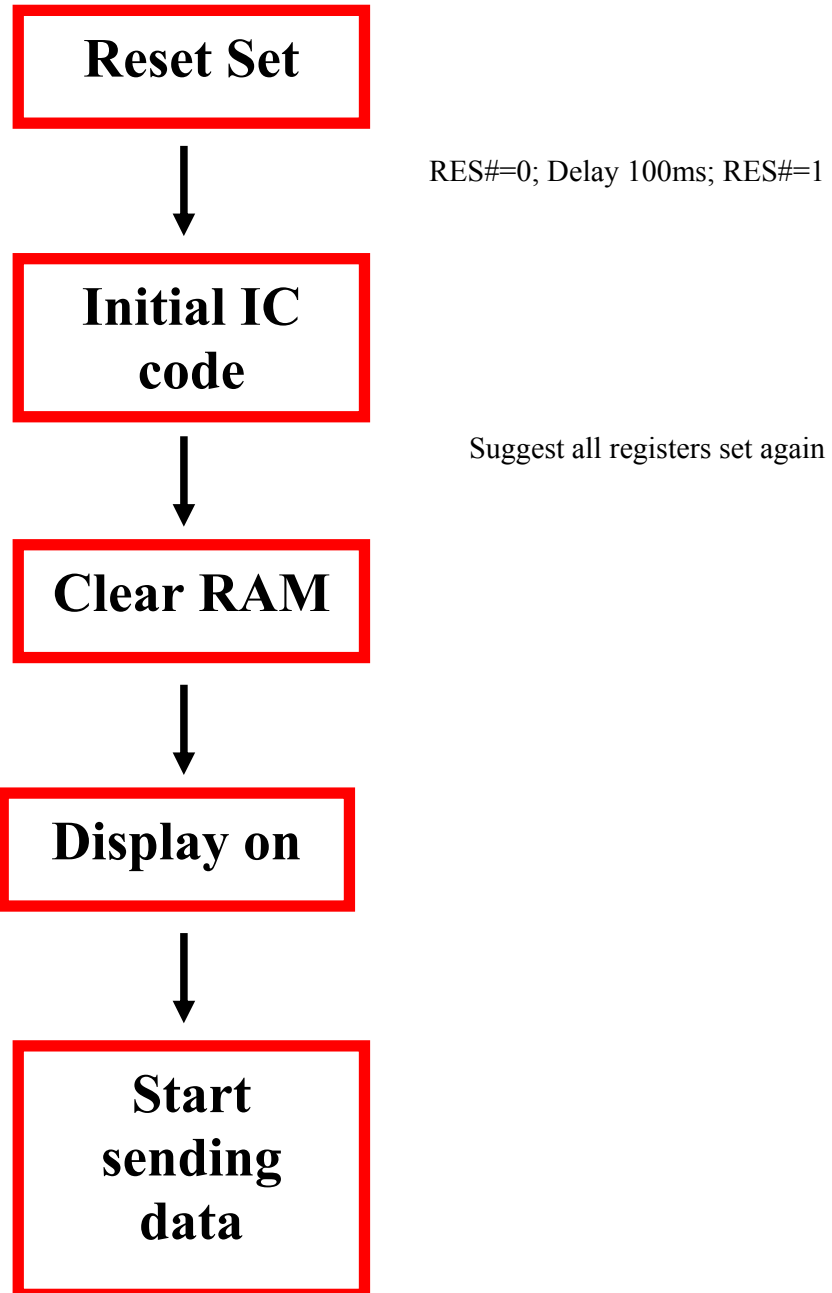 Reset Set
RES#=0; Delay 100ms; RES#=1
Initial IC
code
Suggest all registers set again
Clear RAM
Display on
Start
sending
data